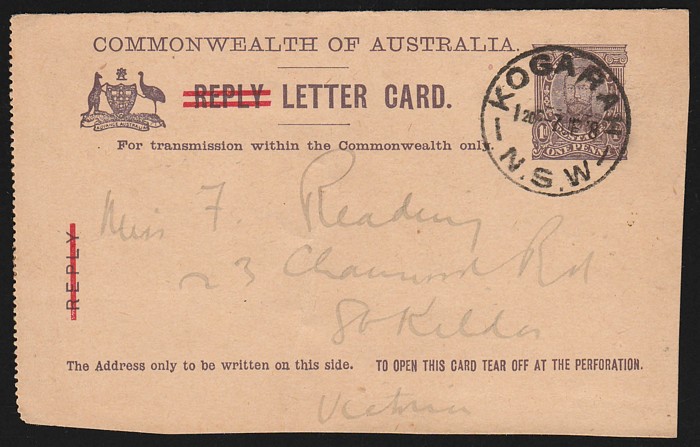 COMMONWEALTH OF AUSTRALIA.
REPLY LETTER CARD.
For transmission within the Commonwealth only.
KOGARAH
N.S.W
ONE PENNY
REPLY
Miss F. Reading
23 Rd
St Kilda
The Address only to be written on this side. TO OPEN THIS CARD TEAR OFF AT THE PERFORATION.
Victoria